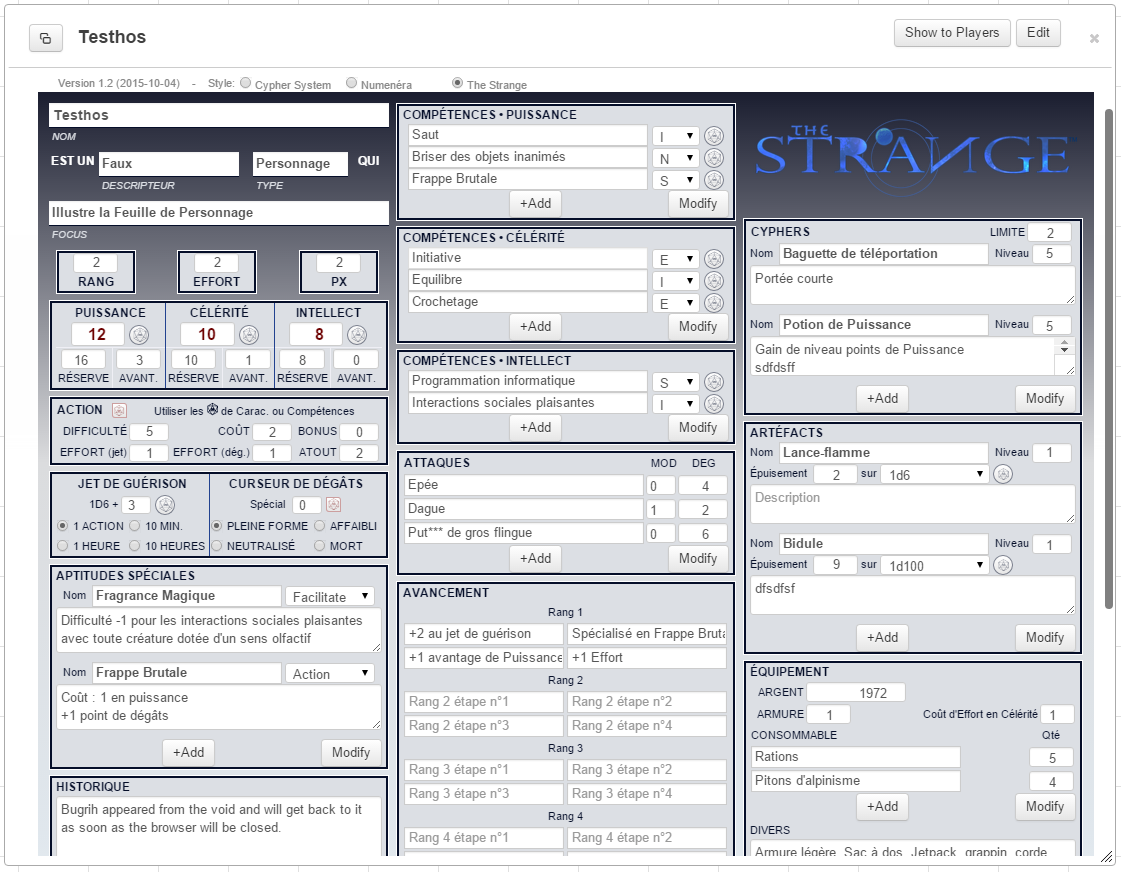 Testhos
Show to Players
Edit
Version 1.2 (2015-10-04) - Style: Cypher System Numenéra The Strange
Testhos
NOM
EST UN Faux Personnage QUI
DESCRIPTEUR TYPE
Illustre la Feuille de Personnage
FOCUS
2 2 2
RANG EFFORT PX
PUISSANCE CÉLÉRITÉ INTELLECT
12 10 8
16 3 10 1 8 0
RÉSERVE AVANT. RÉSERVE AVANT. RÉSERVE AVANT.
ACTION Utiliser les de Carac. ou Compétences
DIFFICULTÉ 5 COÛT 2 BONUS 0
EFFORT (jet) 1 EFFORT (dég.) 1 ATOUT 2
JET DE GUÉRISON
1D6 + 3
1 ACTION 10 MIN.
1 HEURE 10 HEURES
CURSEUR DE DÉGÂTS
Spécial 0
PLEINE FORME AFFAIBLI
NEUTRALISÉ MORT
APTITUDES SPÉCIALES
Nom Fragrance Magique Facilitate
Difficulté -1 pour les interactions sociales plaisantes
avec toute créature dotée d'un sens olfactif
Nom Frappe Brutale Action
Coût : 1 en puissance
+1 point de dégâts
+Add Modify
HISTORIQUE
Bugrih appeared from the void and will get back to it
as soon as the browser will be closed.
COMPÉTENCES • PUISSANCE
Saut I
Briser des objets inanimés N
Frappe Brutale S
+Add Modify
COMPÉTENCES • CÉLÉRITÉ
Initiative E
Equilibre I
Crochetage E
+Add Modify
COMPÉTENCES • INTELLECT
Programmation informatique S
Interactions sociales plaisantes I
+Add Modify
ATTAQUES MOD DEG
Epée 0 4
Dague 1 2
Put*** de gros flingue 0 6
+Add Modify
AVANCEMENT
Rang 1
+2 au jet de guérison Spécialisé en Frappe Bruta
+1 avantage de Puissance +1 Effort
Rang 2
Rang 2 étape n°1 Rang 2 étape n°2
Rang 2 étape n°3 Rang 2 étape n°4
Rang 3
Rang 3 étape n°1 Rang 3 étape n°2
Rang 3 étape n°3 Rang 3 étape n°4
Rang 4
Rang 4 étape n°1 Rang 4 étape n°2
THE
STRANGE
CYPHERS LIMITE 2
Nom Baguette de téléportation Niveau 5
Portée courte
Nom Potion de Puissance Niveau 5
Gain de niveau points de Puissance
sdfdsff
+Add Modify
ARTÉFACTS
Nom Lance-flamme Niveau 1
Épuisement 2 sur 1d6
Description
Nom Bidule Niveau 1
Épuisement 9 sur 1d100
dfsdfsf
+Add Modify
ÉQUIPEMENT
ARGENT 1972
ARMURE 1 Coût d'Effort en Célérité 1
CONSOMMABLE Qté
Rations 5
Pitons d'alpinisme 4
+Add Modify
DIVERS
Armure légère, Sac à dos, Jetpack, grappin, corde